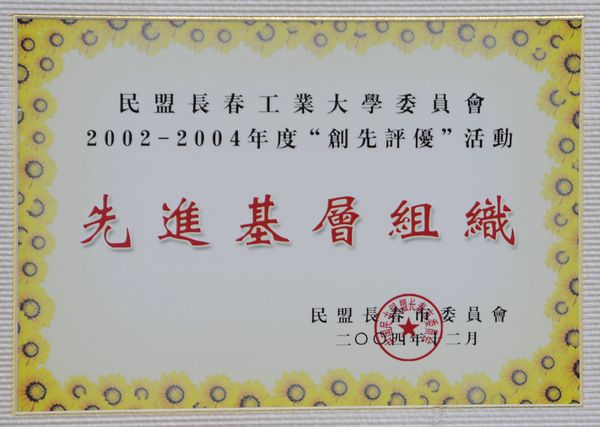 民盟長春工業大學委員會
2002-2004年度“創先評優”活動
先進基層組織
民盟長春市委員會
二〇〇四年十二月